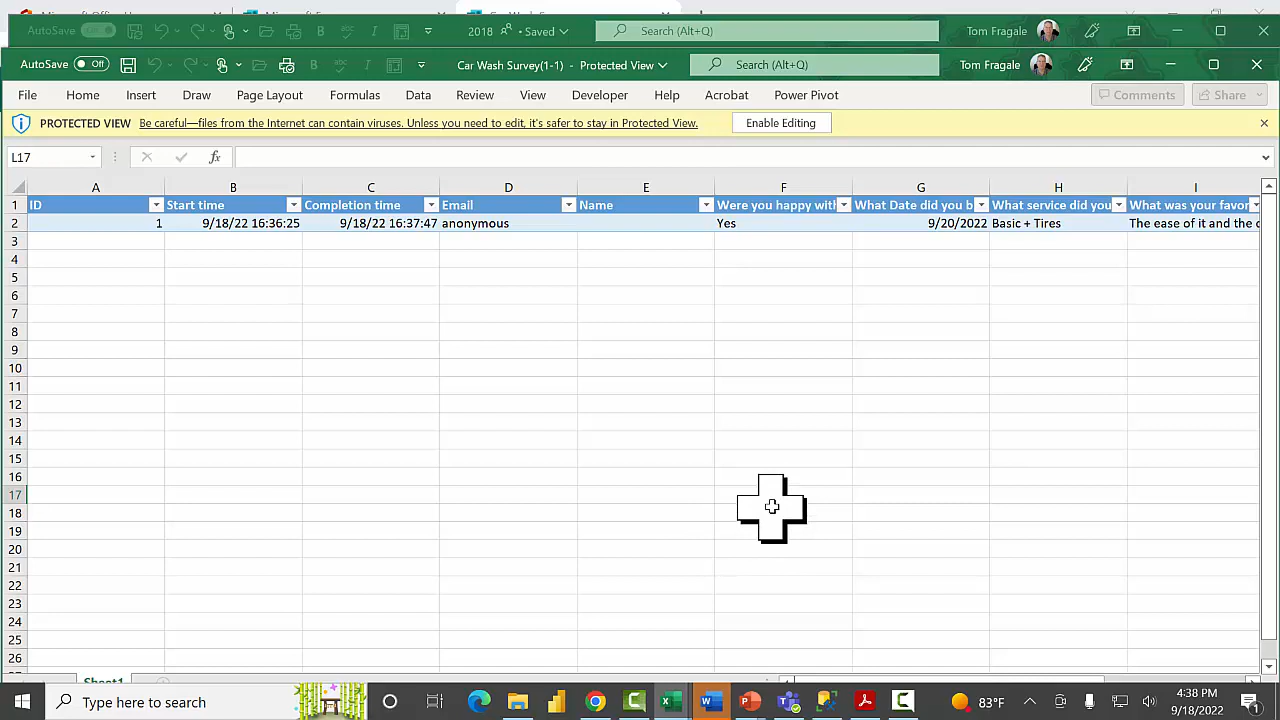 AutoSave Off 2018 • Saved Search (Alt+Q) Tom Fragale
AutoSave Off Car Wash Survey(1-1) - Protected View Search (Alt+Q) Tom Fragale
File Home Insert Draw Page Layout Formulas Data Review View Developer Help Acrobat Power Pivot Comments Share
PROTECTED VIEW Be careful—files from the Internet can contain viruses. Unless you need to edit, it's safer to stay in Protected View. Enable Editing
L17 fx
A B C D E F G H I
1 ID Start time Completion time Email Name Were you happy with What Date did you b What service did you What was your favor
2 1 9/18/22 16:36:25 9/18/22 16:37:47 anonymous Yes 9/20/2022 Basic + Tires The ease of it and the
3
4
5
6
7
8
9
10
11
12
13
14
15
16
17
18
19
20
21
22
23
24
25
26
Sheet1
Type here to search 83°F 4:38 PM
9/18/2022 1